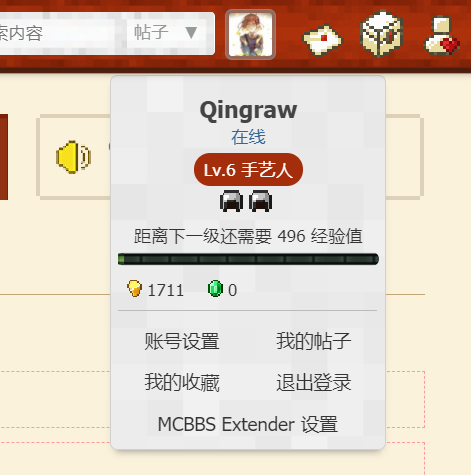 索内容 帖子 ▼
Qingraw
在线
Lv.6 手艺人
距离下一级还需要 496 经验值
1711 0
账号设置 我的帖子
我的收藏 退出登录
MCBBS Extender 设置